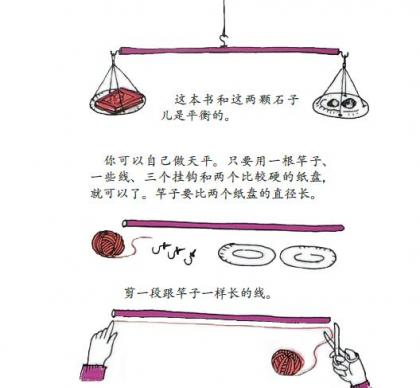 这本书和这两颗石子
儿是平衡的。
你可以自己做天平。只要用一根竿子、
一些线、三个挂钩和两个比较硬的纸盘,
就可以了。竿子要比两个纸盘的直径长。
剪一段跟竿子一样长的线。